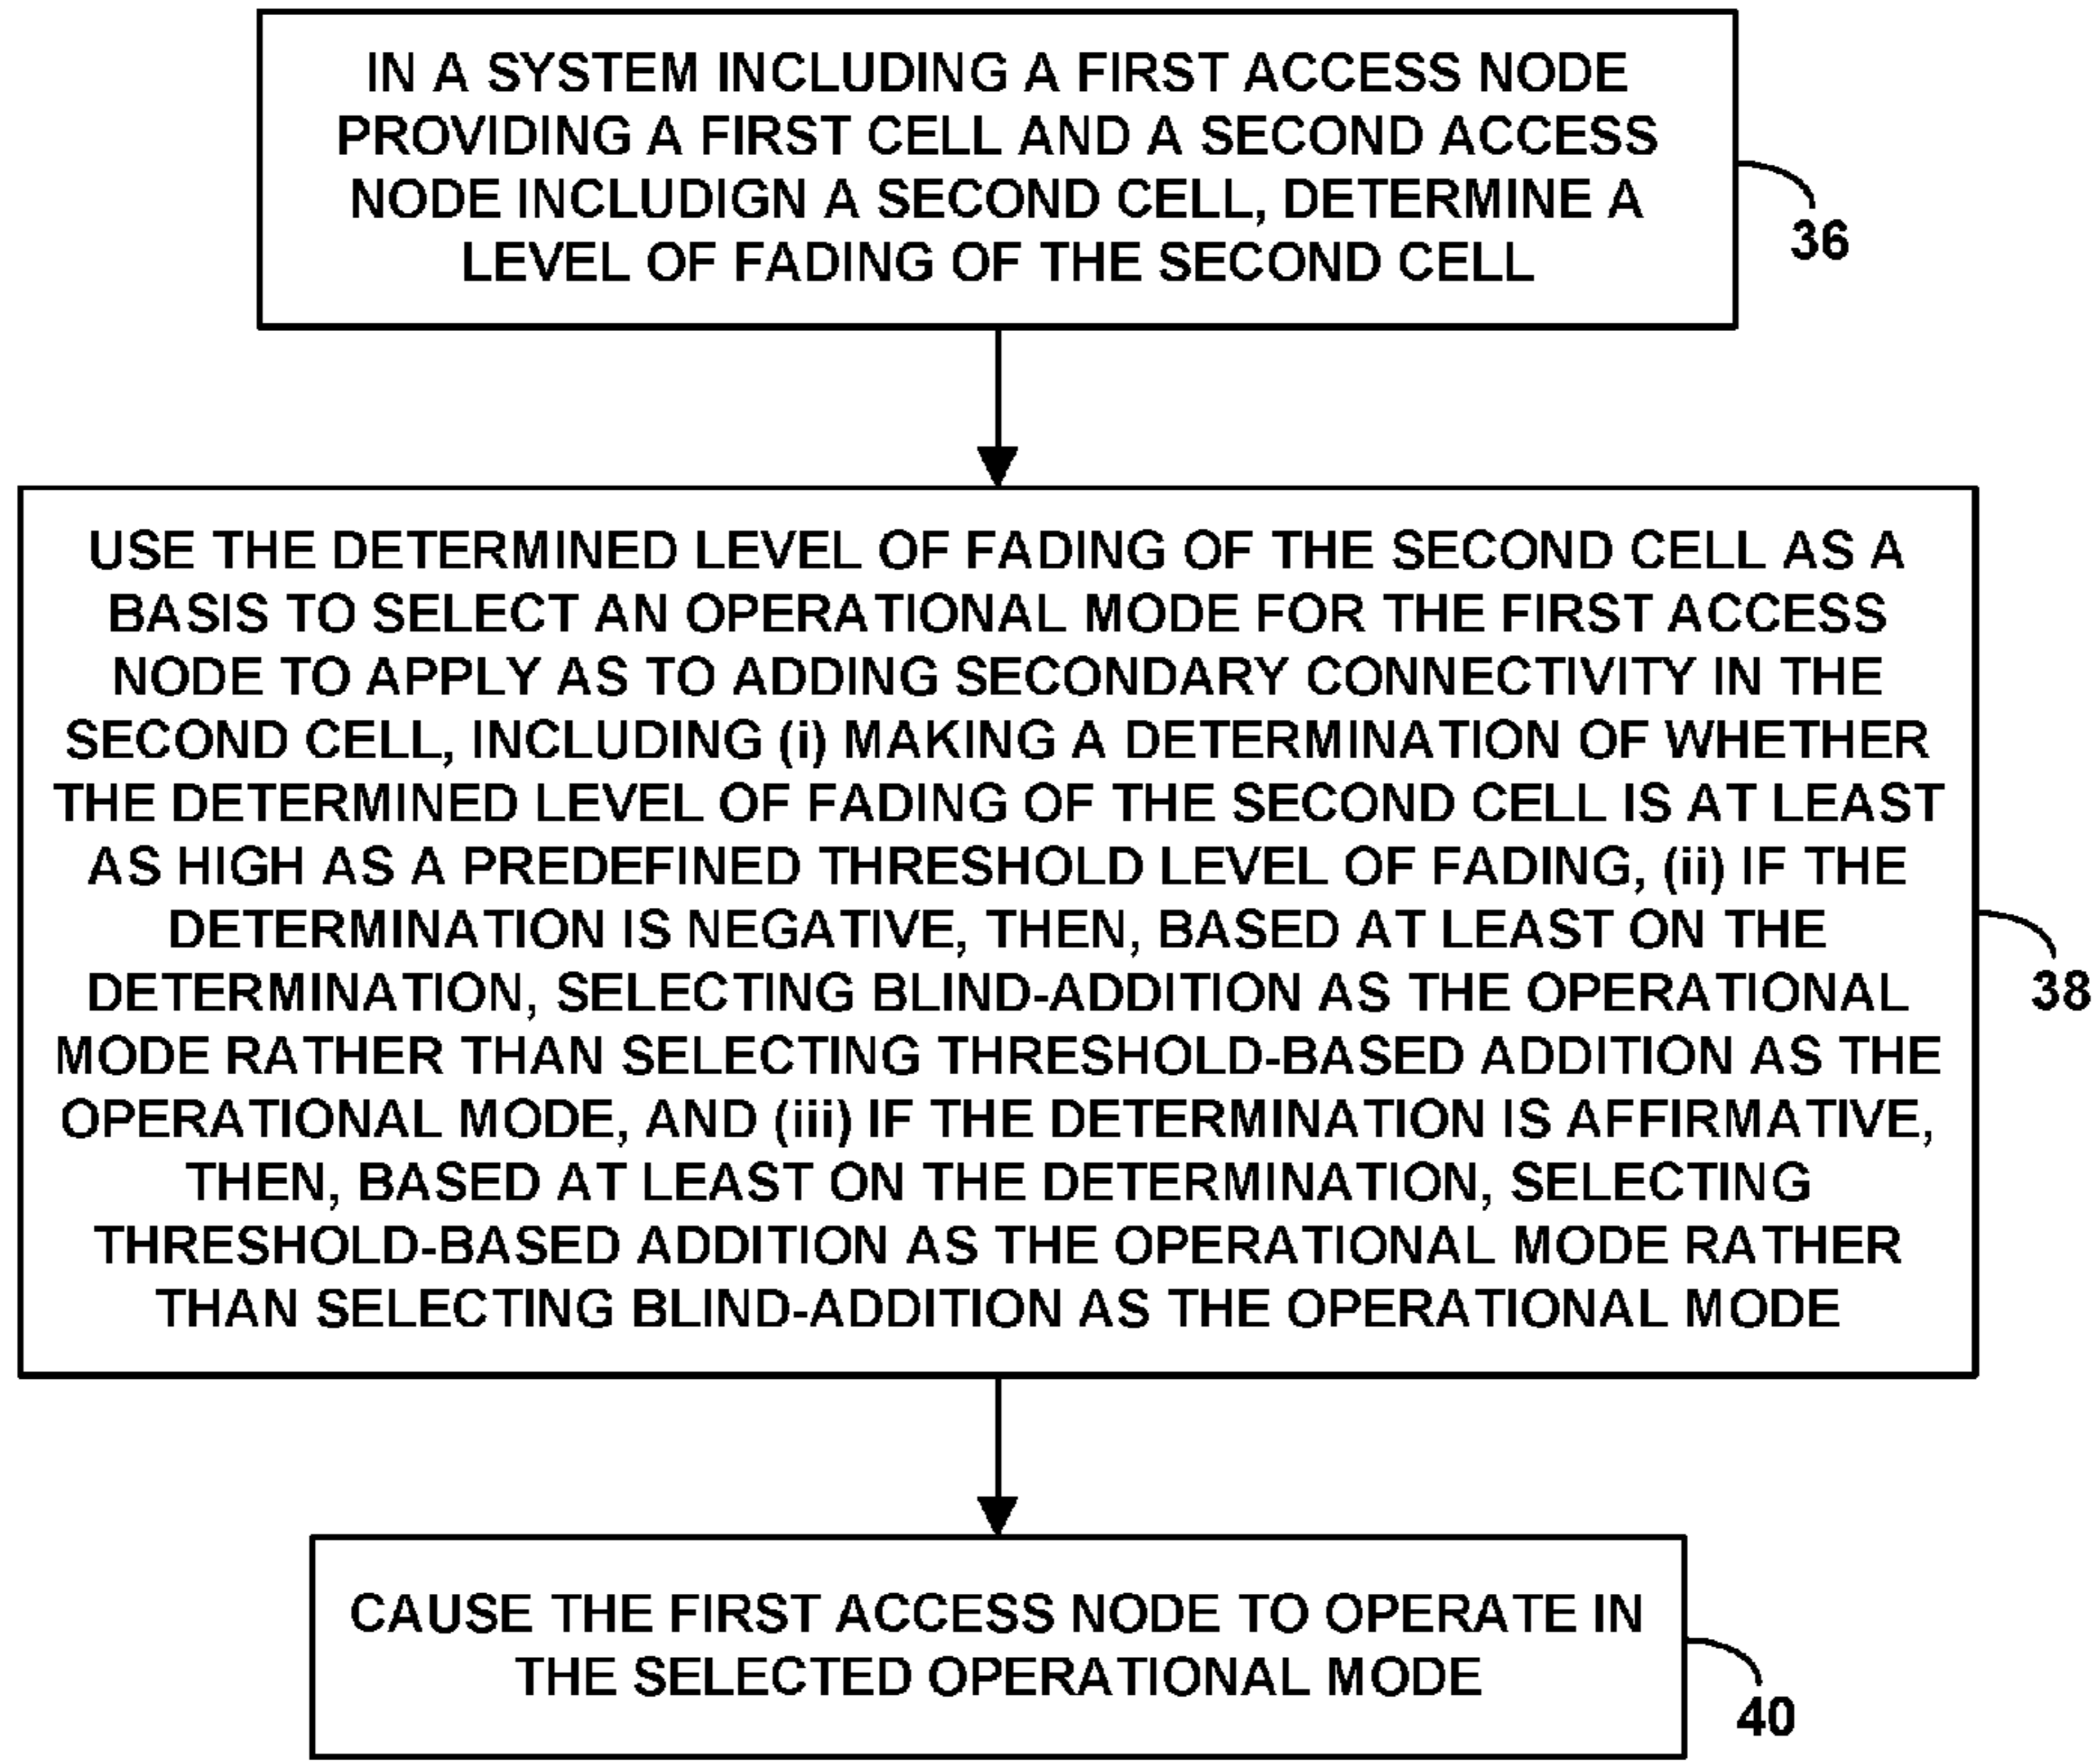 IN A SYSTEM INCLUDING A FIRST ACCESS NODE
PROVIDING A FIRST CELL AND A SECOND ACCESS
NODE INCLUDIGN A SECOND CELL, DETERMINE A
LEVEL OF FADING OF THE SECOND CELL
36
USE THE DETERMINED LEVEL OF FADING OF THE SECOND CELL AS A
BASIS TO SELECT AN OPERATIONAL MODE FOR THE FIRST ACCESS
NODE TO APPLY AS TO ADDING SECONDARY CONNECTIVITY IN THE
SECOND CELL, INCLUDING (i) MAKING A DETERMINATION OF WHETHER
THE DETERMINED LEVEL OF FADING OF THE SECOND CELL IS AT LEAST
AS HIGH AS A PREDEFINED THRESHOLD LEVEL OF FADING, (ii) IF THE
DETERMINATION IS NEGATIVE, THEN, BASED AT LEAST ON THE
DETERMINATION, SELECTING BLIND-ADDITION AS THE OPERATIONAL
MODE RATHER THAN SELECTING THRESHOLD-BASED ADDITION AS THE
OPERATIONAL MODE, AND (iii) IF THE DETERMINATION IS AFFIRMATIVE,
THEN, BASED AT LEAST ON THE DETERMINATION, SELECTING
THRESHOLD-BASED ADDITION AS THE OPERATIONAL MODE RATHER
THAN SELECTING BLIND-ADDITION AS THE OPERATIONAL MODE
38
CAUSE THE FIRST ACCESS NODE TO OPERATE IN
THE SELECTED OPERATIONAL MODE
40